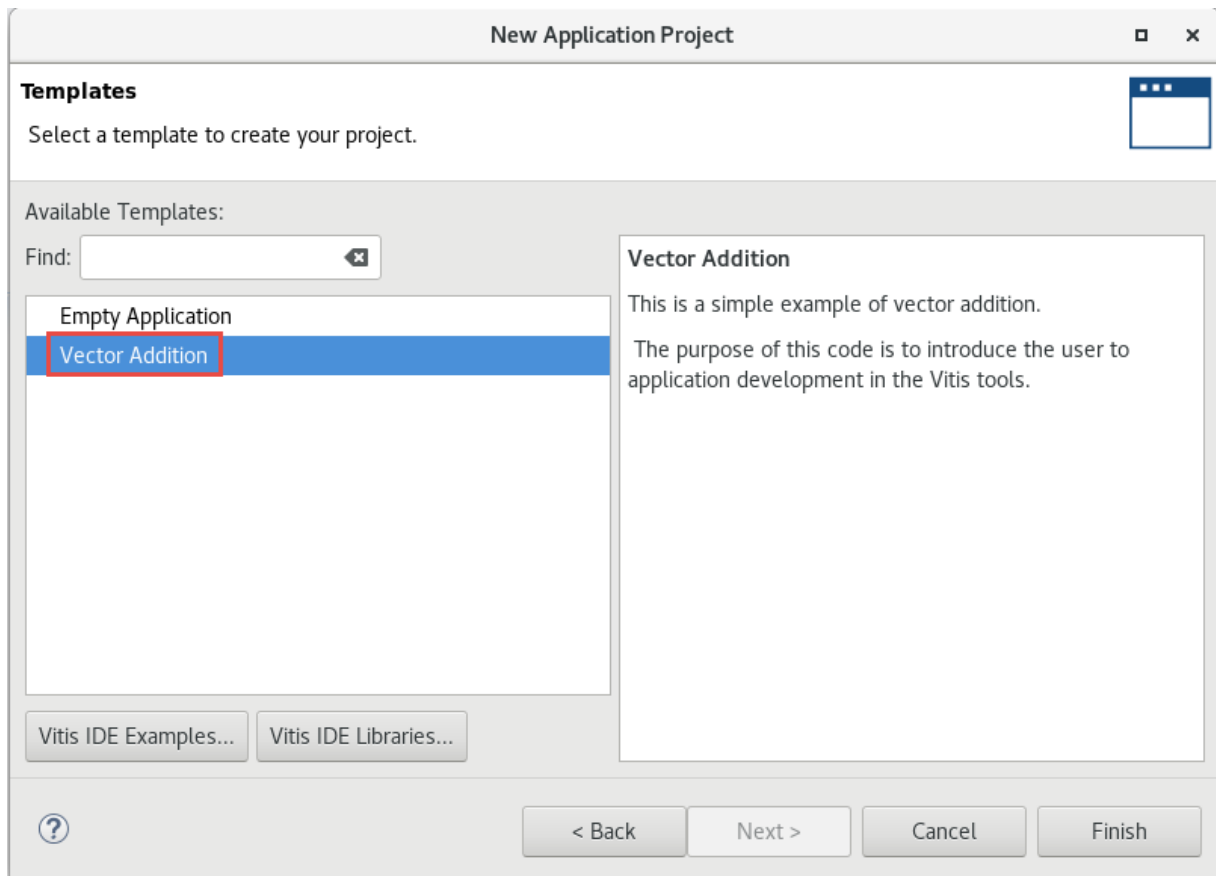 New Application Project
Templates
Select a template to create your project.
Available Templates:
Find:
Empty Application
Vector Addition
Vector Addition
This is a simple example of vector addition.
The purpose of this code is to introduce the user to
application development in the Vitis tools.
Vitis IDE Examples...
Vitis IDE Libraries...
?
< Back
Next >
Cancel
Finish